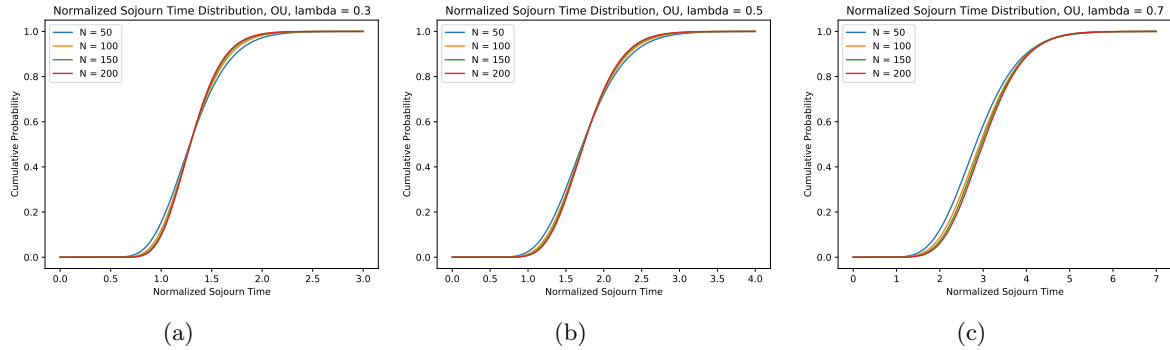 Normalized Sojourn Time Distribution, OU, lambda = 0.3
N = 50
N = 100
N = 150
N = 200
1.0
0.8
0.6
0.4
0.2
0.0
Cumulative Probability
0.0 0.5 1.0 1.5 2.0 2.5 3.0
Normalized Sojourn Time
(a)
Normalized Sojourn Time Distribution, OU, lambda = 0.5
N = 50
N = 100
N = 150
N = 200
1.0
0.8
0.6
0.4
0.2
0.0
Cumulative Probability
0.0 0.5 1.0 1.5 2.0 2.5 3.0 3.5 4.0
Normalized Sojourn Time
(b)
Normalized Sojourn Time Distribution, OU, lambda = 0.7
N = 50
N = 100
N = 150
N = 200
1.0
0.8
0.6
0.4
0.2
0.0
Cumulative Probability
0 1 2 3 4 5 6 7
Normalized Sojourn Time
(c)